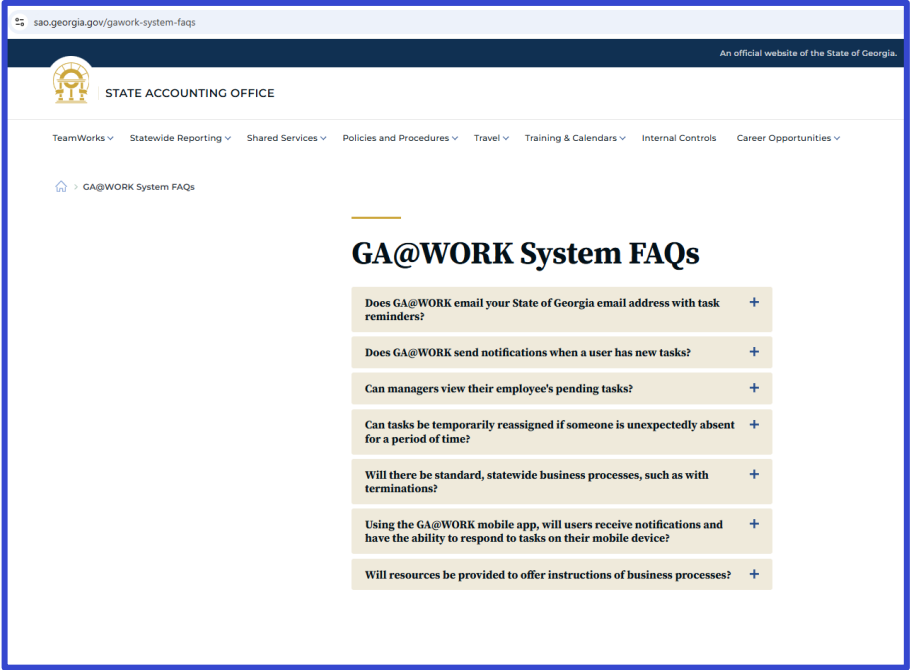 sao.georgia.gov/gawork-system-faqs
An official website of the State of Georgia.
STATE ACCOUNTING OFFICE
TeamWorks Statewide Reporting Shared Services Policies and Procedures Travel Training & Calendars Internal Controls Career Opportunities
GA@WORK System FAQs
GA@WORK System FAQs
Does GA@WORK email your State of Georgia email address with task
reminders?
Does GA@WORK send notifications when a user has new tasks?
Can managers view their employee's pending tasks?
Can tasks be temporarily reassigned if someone is unexpectedly absent
for a period of time?
Will there be standard, statewide business processes, such as with
terminations?
Using the GA@WORK mobile app, will users receive notifications and
have the ability to respond to tasks on their mobile device?
Will resources be provided to offer instructions of business processes?